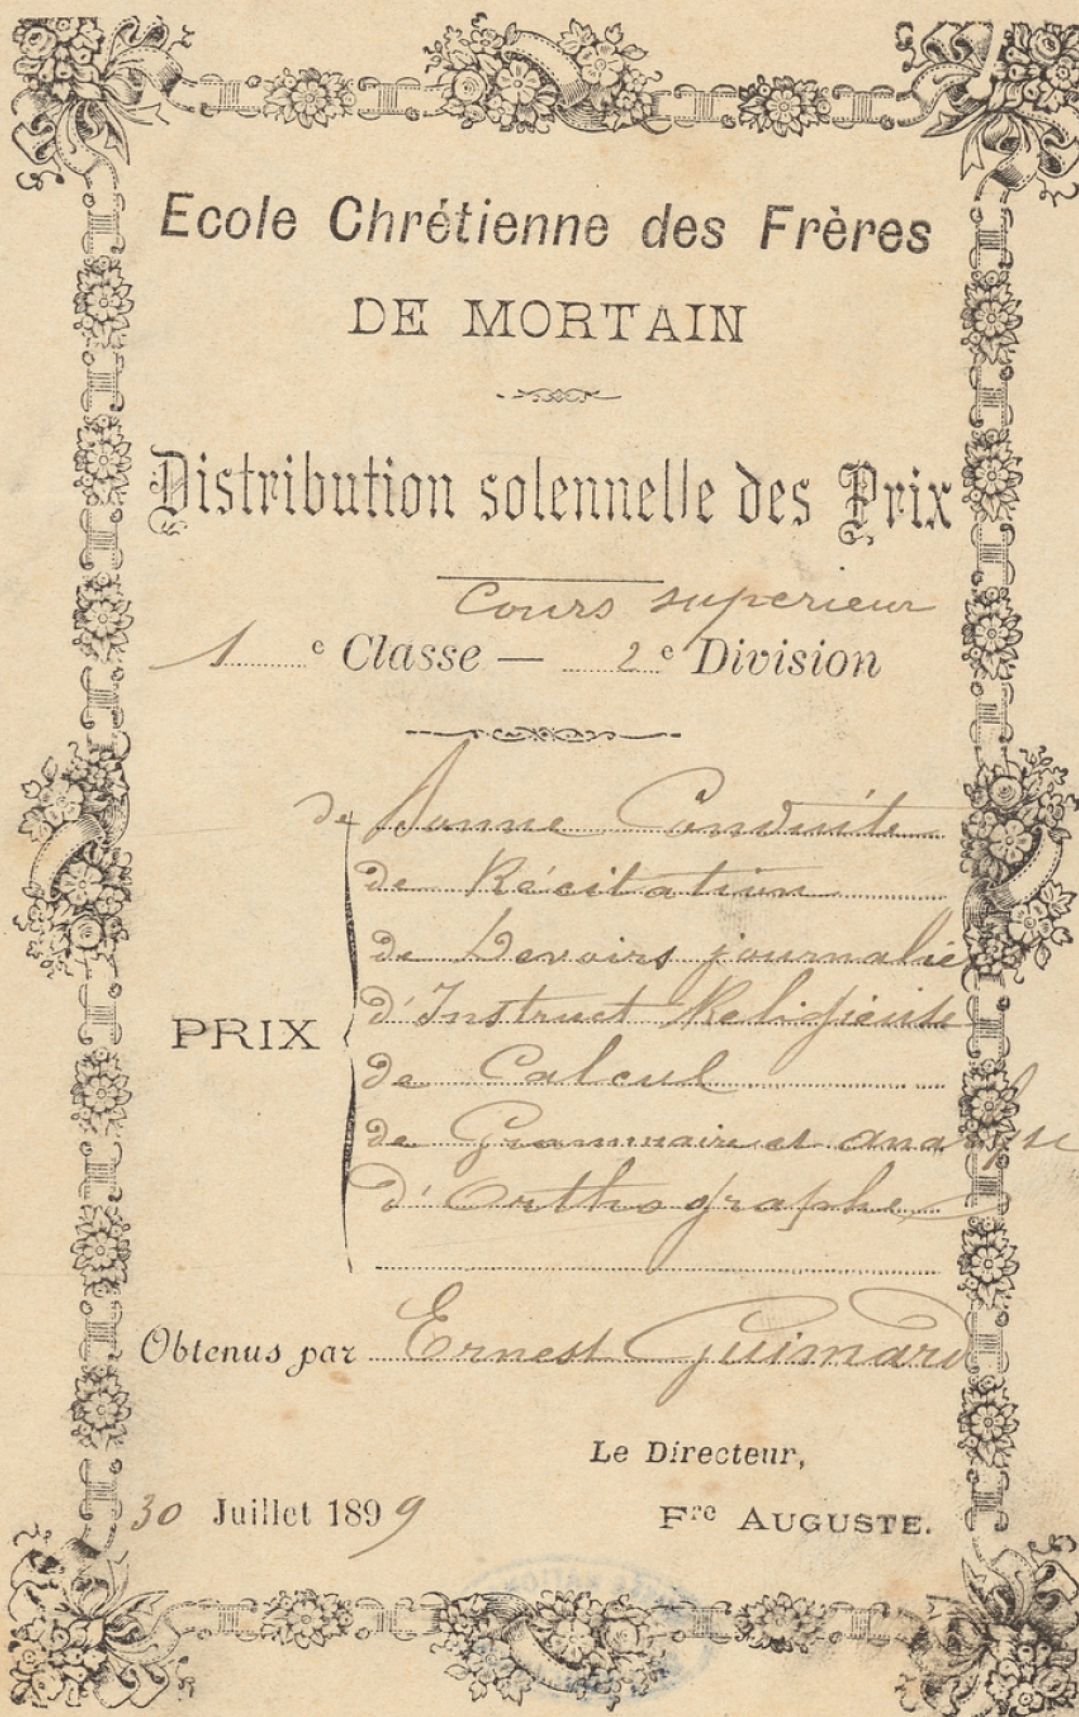 Ecole Chrétienne des Frères
DE MORTAIN
Distribution solennelle des Prix
Cours superieur
1e Classe — 2e Division
de Bonne Conduite
de Récitation
de Devoirs journalie
d'Instruct Religieuse
PRIX
de Calcul
de Grammaire et analyse
d'Orthographe
Obtenus par Ernest Guimard
Le Directeur,
30 Juillet 1899 Fre AUGUSTE.